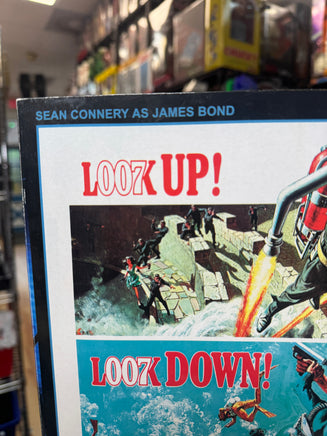 SEAN CONNERY AS JAMES BOND
LOO7K UP!
LOO7K DOWN!